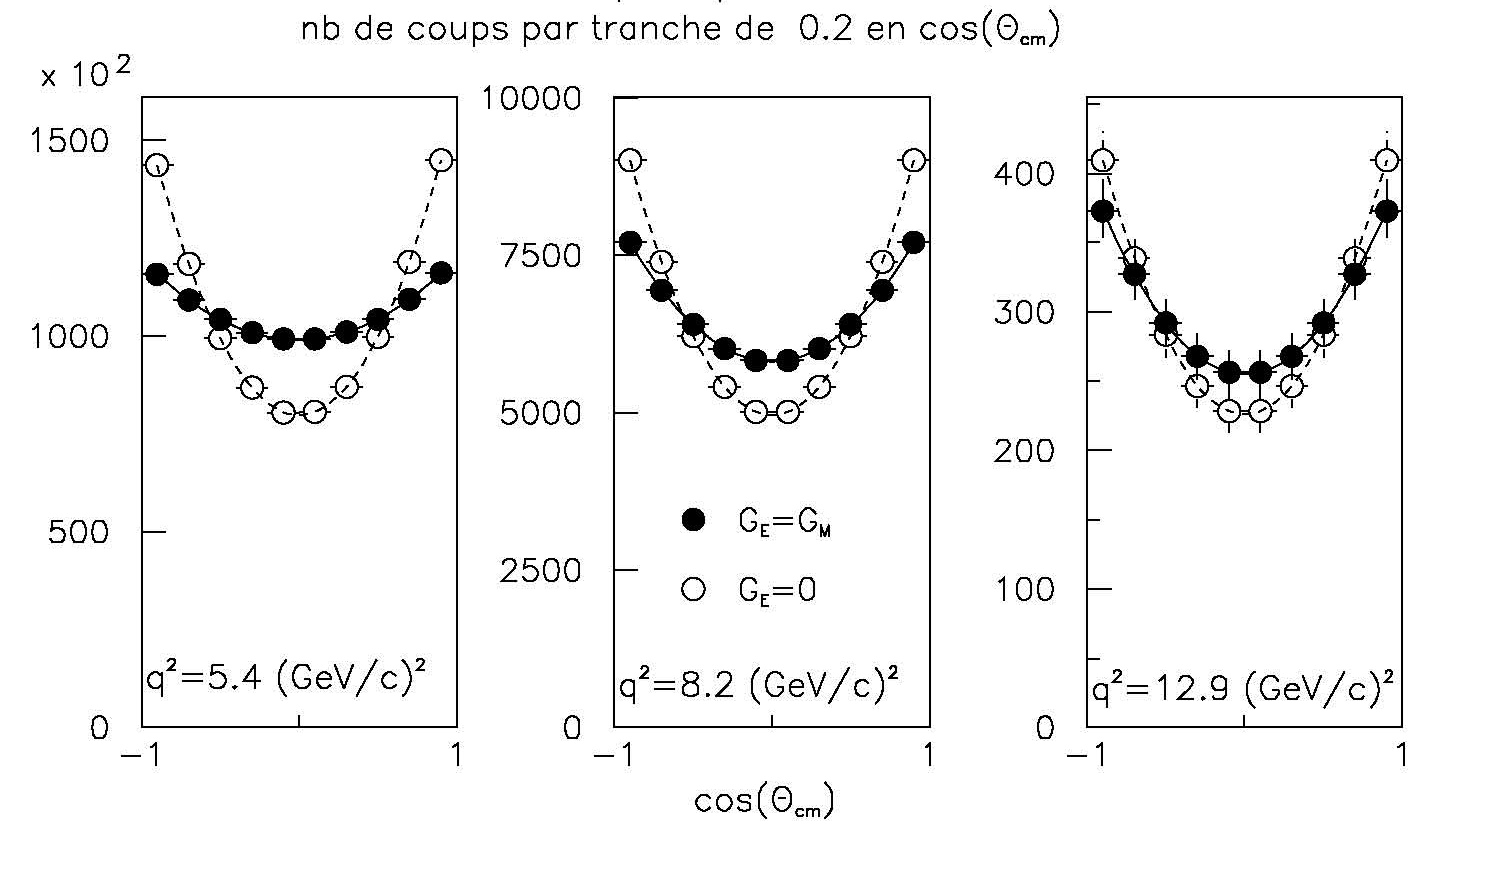 nb de coups par tranche de 0.2 en cos(Θcm)
x 10²
1500
1000
500
0
−1
1
q²=5.4 (GeV/c)²
10000
7500
5000
2500
0
−1
1
GE=GM
GE=0
q²=8.2 (GeV/c)²
400
300
200
100
0
−1
1
q²=12.9 (GeV/c)²
cos(Θcm)